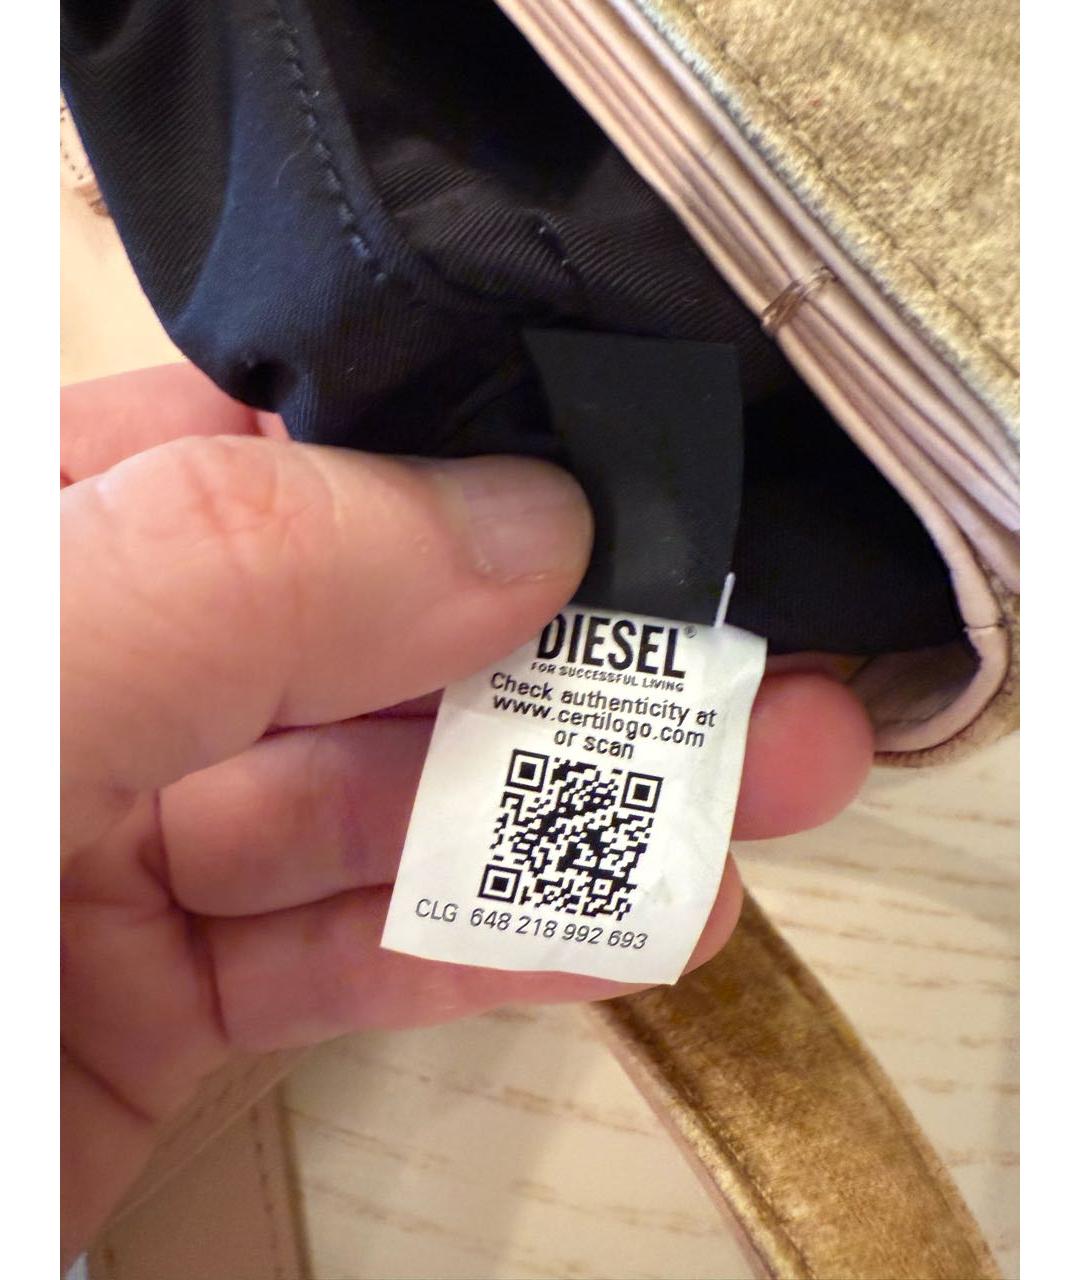 DIESEL®
FOR SUCCESSFUL LIVING
Check authenticity at
www.certilogo.com
or scan
CLG 648 218 992 693